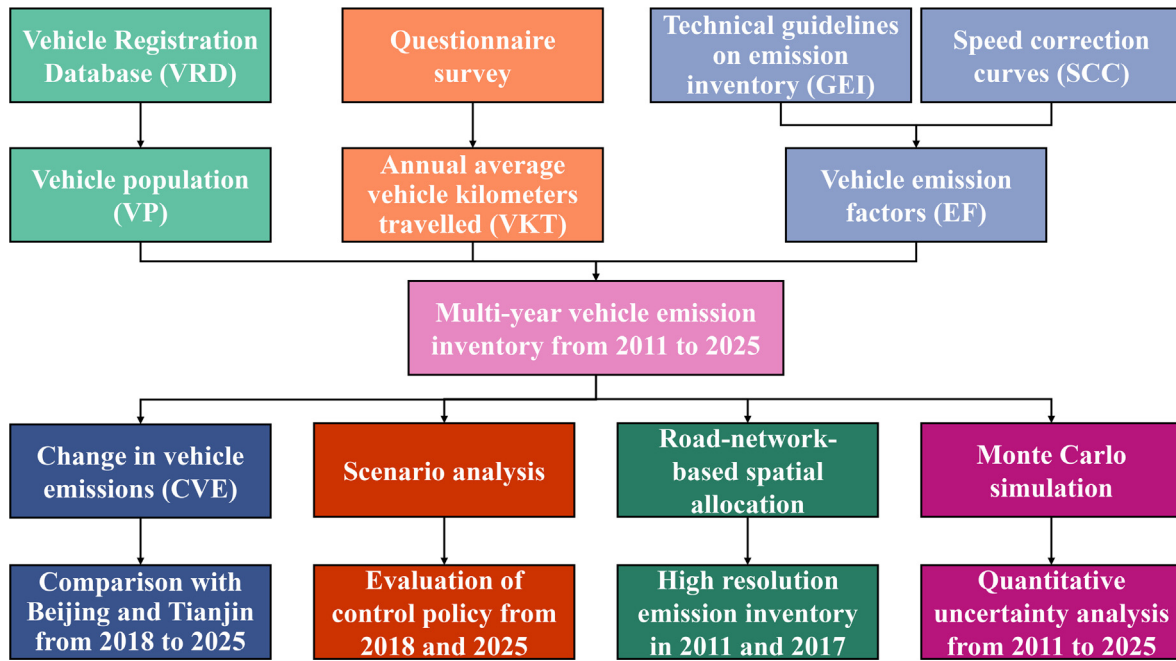 Vehicle Registration
Database (VRD)
Questionnaire
survey
Technical guidelines
on emission
inventory (GEI)
Speed correction
curves (SCC)
Vehicle population
(VP)
Annual average
vehicle kilometers
travelled (VKT)
Vehicle emission
factors (EF)
Multi-year vehicle emission
inventory from 2011 to 2025
Change in vehicle
emissions (CVE)
Scenario analysis
Road-network-
based spatial
allocation
Monte Carlo
simulation
Comparison with
Beijing and Tianjin
from 2018 to 2025
Evaluation of
control policy from
2018 and 2025
High resolution
emission inventory
in 2011 and 2017
Quantitative
uncertainty analysis
from 2011 to 2025